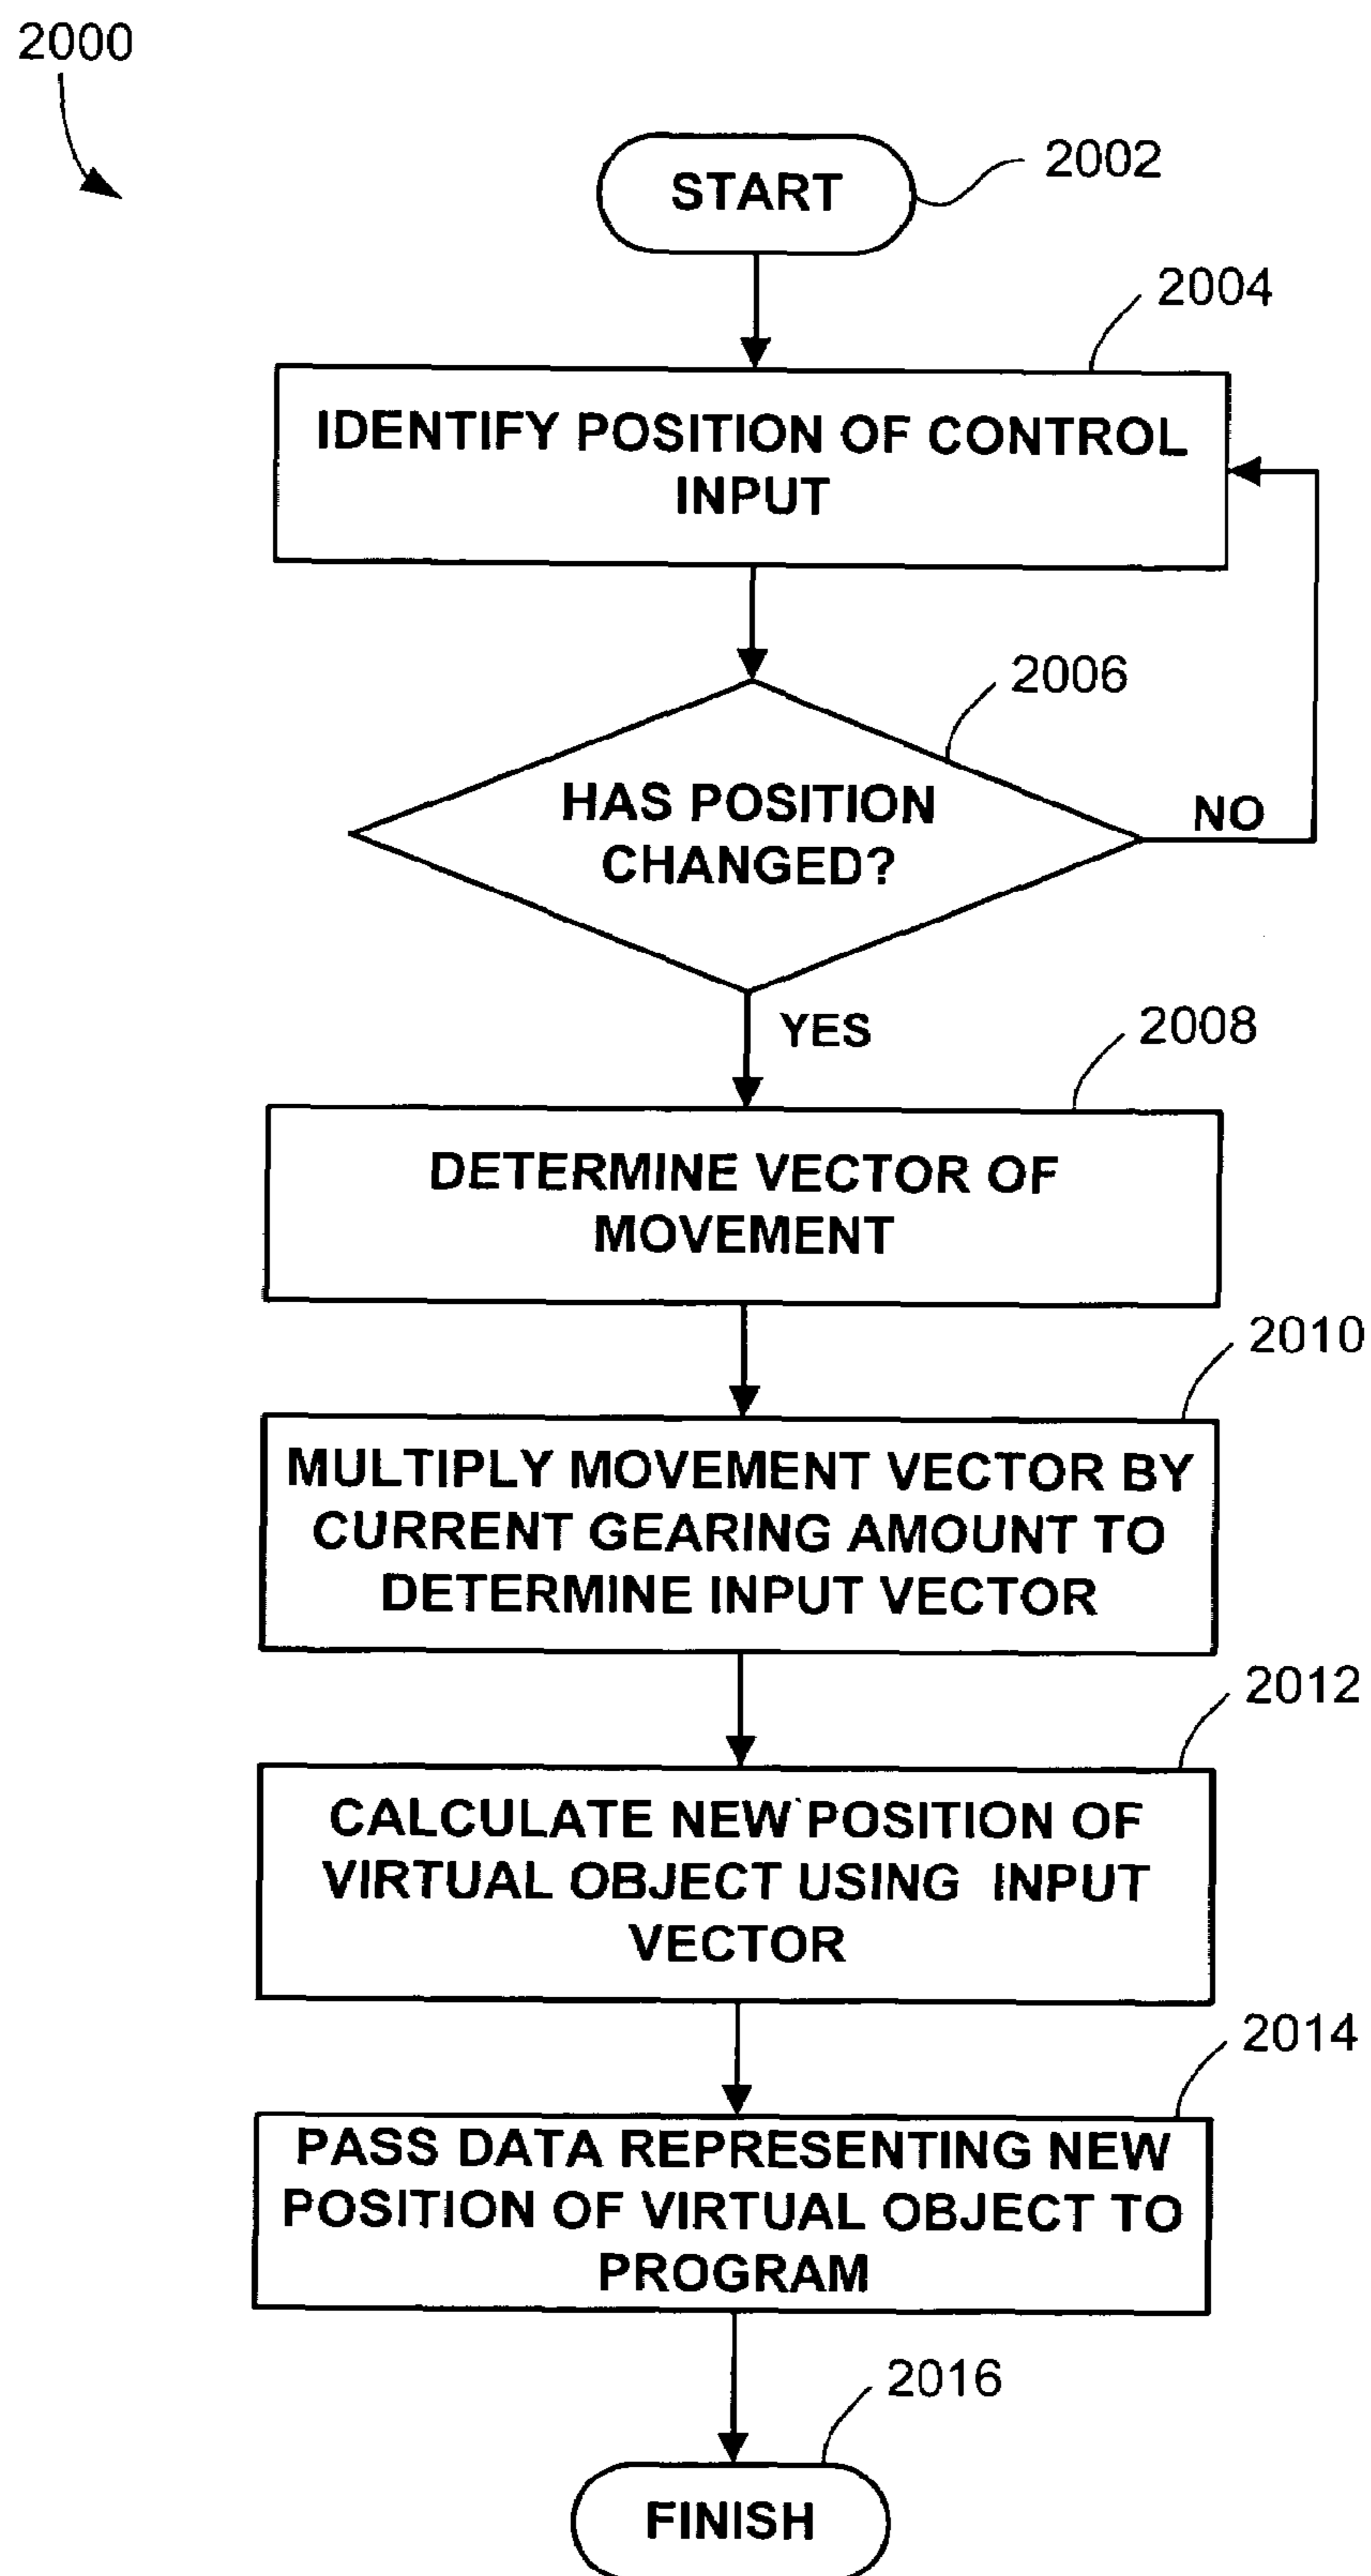 2000
START
2002
2004
IDENTIFY POSITION OF CONTROL
INPUT
2006
HAS POSITION
CHANGED?
NO
YES
2008
DETERMINE VECTOR OF
MOVEMENT
2010
MULTIPLY MOVEMENT VECTOR BY
CURRENT GEARING AMOUNT TO
DETERMINE INPUT VECTOR
2012
CALCULATE NEW POSITION OF
VIRTUAL OBJECT USING INPUT
VECTOR
2014
PASS DATA REPRESENTING NEW
POSITION OF VIRTUAL OBJECT TO
PROGRAM
2016
FINISH